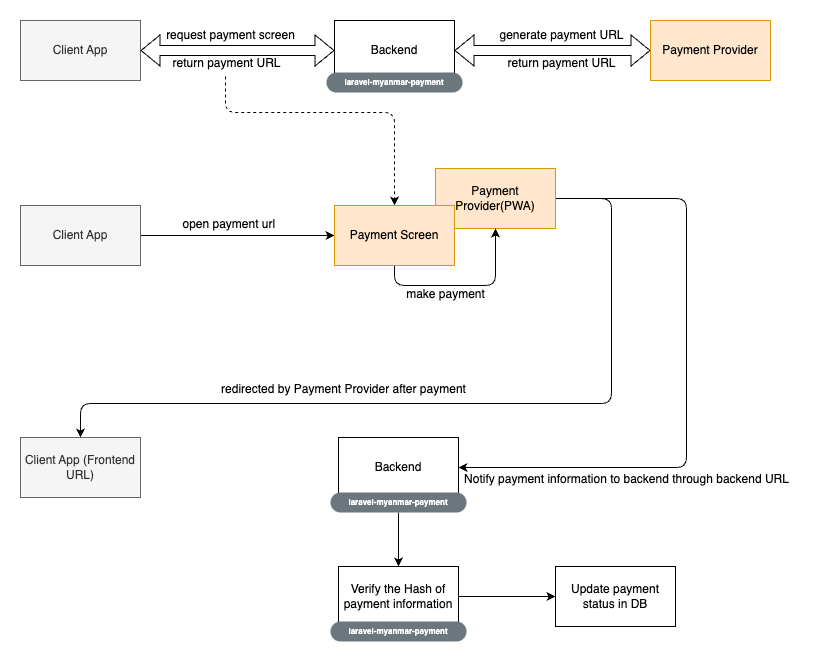 request payment screen
generate payment URL
Client App
Backend
Payment Provider
return payment URL
return payment URL
laravel-myanmar-payment
Payment
Provider(PWA)
Client App
open payment url
Payment Screen
make payment
redirected by Payment Provider after payment
Client App (Frontend
URL)
Backend
Notify payment information to backend through backend URL
laravel-myanmar-payment
Verify the Hash of
payment information
Update payment
status in DB
laravel-myanmar-payment